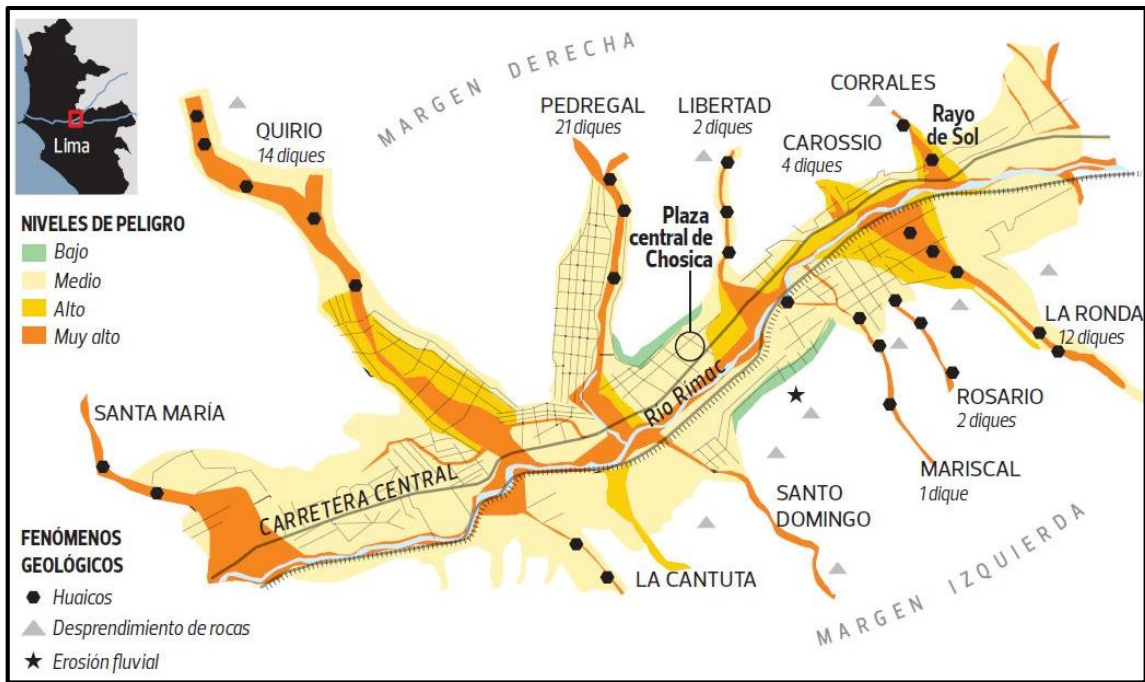 Lima
MARGEN DERECHA
QUIRIO
14 diques
PEDREGAL
21 diques
LIBERTAD
2 diques
CORRALES
Rayo
de Sol
CAROSSIO
4 diques
NIVELES DE PELIGRO
Bajo
Medio
Alto
Muy alto
Plaza
central de
Chosica
LA RONDA
12 diques
Río Rímac
SANTA MARÍA
ROSARIO
2 diques
CARRETERA CENTRAL
MARISCAL
1 dique
SANTO
DOMINGO
LA CANTUTA
MARGEN IZQUIERDA
FENÓMENOS
GEOLÓGICOS
Huaicos
Desprendimiento de rocas
Erosión fluvial